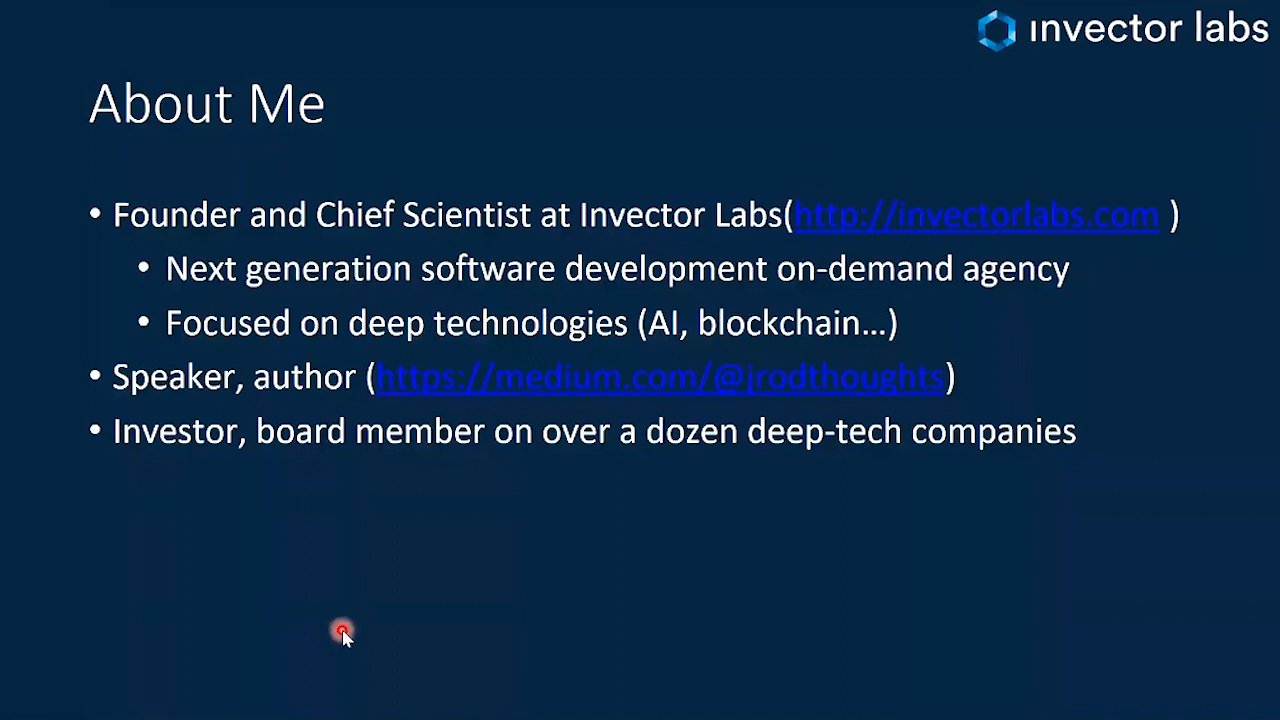 invector labs
About Me
• Founder and Chief Scientist at Invector Labs(http://invectorlabs.com )
• Next generation software development on-demand agency
• Focused on deep technologies (AI, blockchain…)
• Speaker, author (https://medium.com/@jrodthoughts)
• Investor, board member on over a dozen deep-tech companies